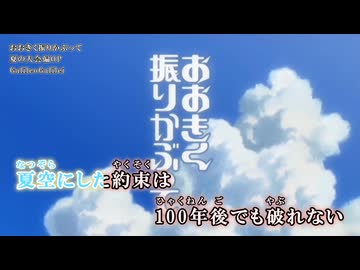 おおきく振りかぶって
夏の大会編OP
GalileoGalilei
おおきく
振りかぶって
なつぞら やくそく
夏空にした約束は
ひゃくねん ご やぶ
100年後でも破れない